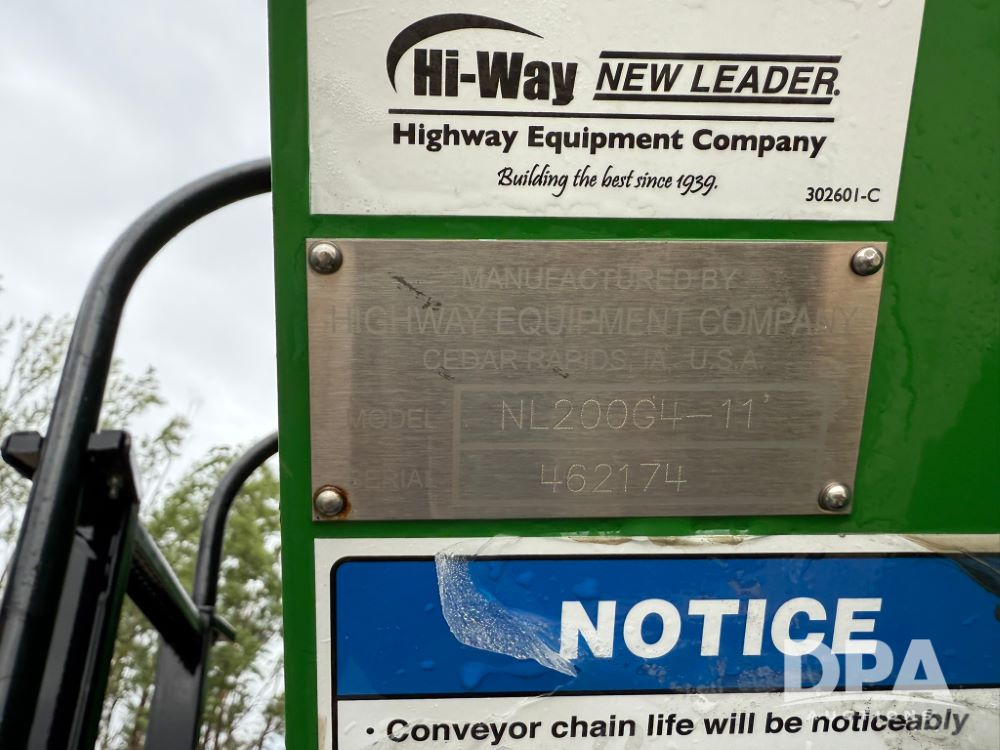 Hi-Way NEW LEADER.
Highway Equipment Company
Building the best since 1939.
302601-C
MANUFACTURED BY
HIGHWAY EQUIPMENT COMPANY
CEDAR RAPIDS, IA, U.S.A.
MODEL NL200G4-11'
SERIAL 462174
NOTICE
DPA
AUCTIONS
• Conveyor chain life will be noticeably